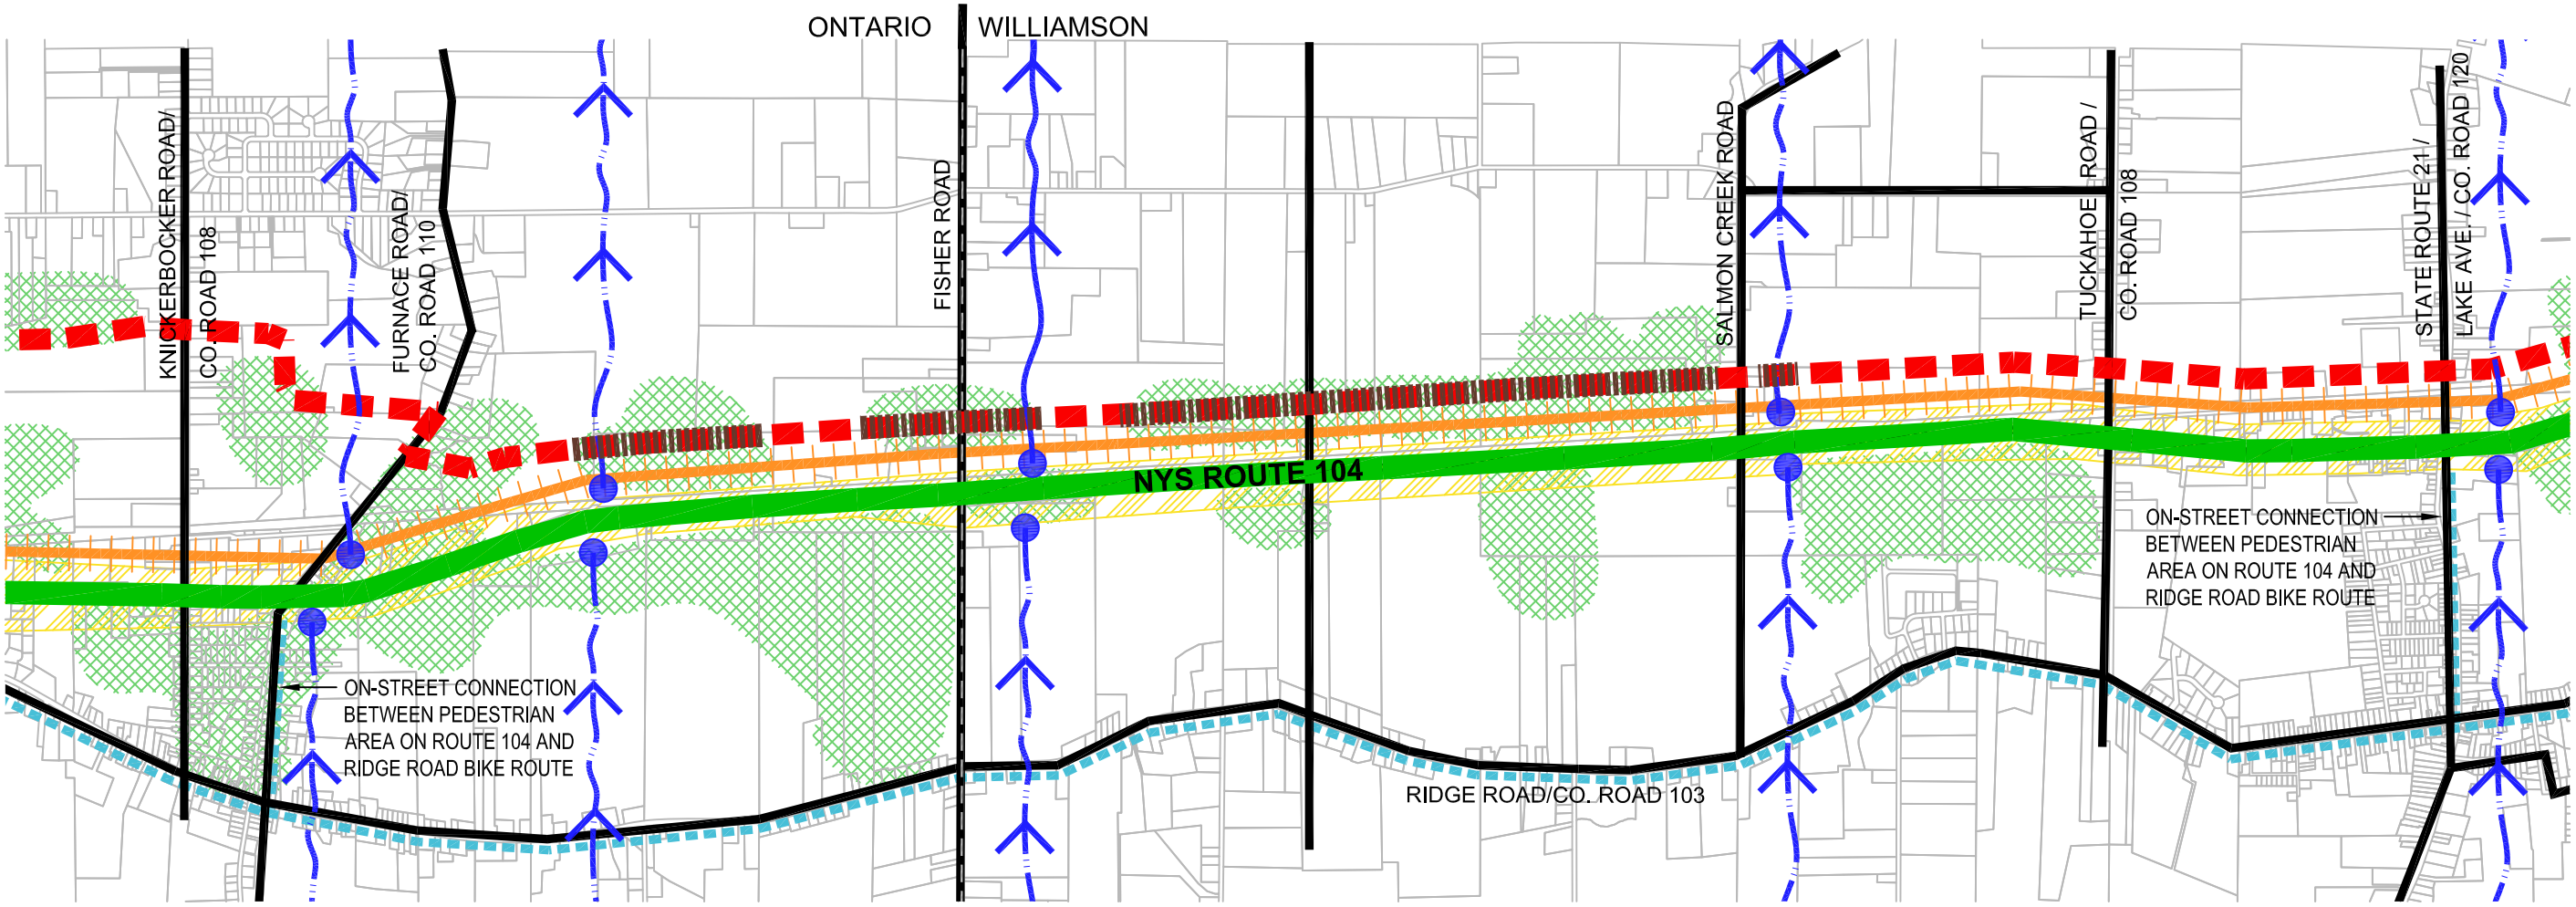 ONTARIO
WILLIAMSON
KNICKERBOCKER ROAD/
CO. ROAD 108
FURNACE ROAD/
CO. ROAD 110
FISHER ROAD
SALMON CREEK ROAD
TUCKAHOE ROAD /
CO. ROAD 108
STATE ROUTE 21 /
LAKE AVE. / CO. ROAD 120
NYS ROUTE 104
ON-STREET CONNECTION
BETWEEN PEDESTRIAN
AREA ON ROUTE 104 AND
RIDGE ROAD BIKE ROUTE
ON-STREET CONNECTION
BETWEEN PEDESTRIAN
AREA ON ROUTE 104 AND
RIDGE ROAD BIKE ROUTE
RIDGE ROAD/CO. ROAD 103